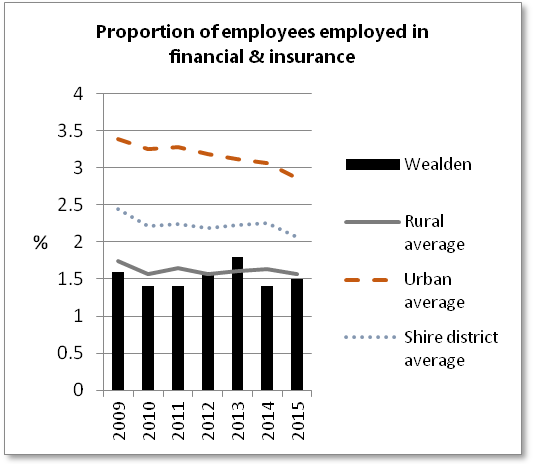 Proportion of employees employed in
financial & insurance
4
3.5
3
2.5
2
1.5
1
0.5
0
%
2009
2010
2011
2012
2013
2014
2015
Wealden
Rural
average
Urban
average
Shire district
average